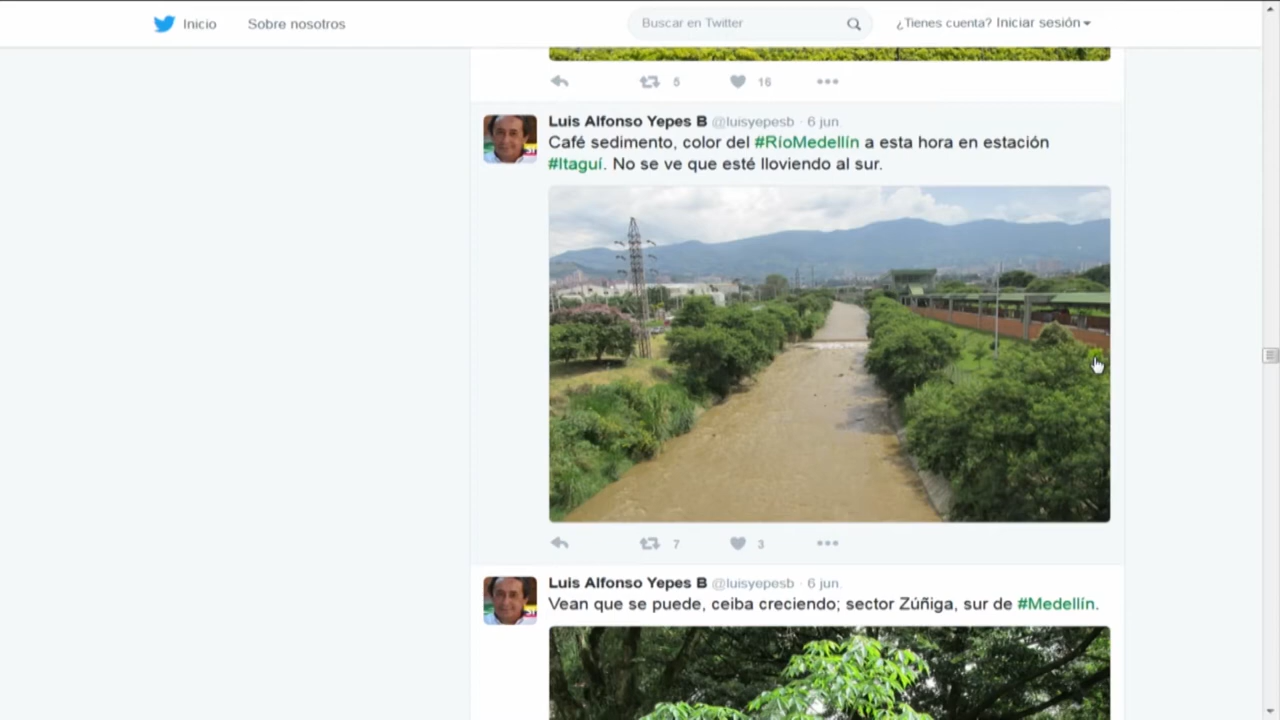 Inicio
Sobre nosotros
Buscar en Twitter
¿Tienes cuenta? Iniciar sesión
5
16
Luis Alfonso Yepes B @luisyepesb · 6 jun.
Café sedimento, color del #RíoMedellín a esta hora en estación
#Itaguí. No se ve que esté lloviendo al sur.
7
3
Luis Alfonso Yepes B @luisyepesb · 6 jun.
Vean que se puede, ceiba creciendo; sector Zúñiga, sur de #Medellín.